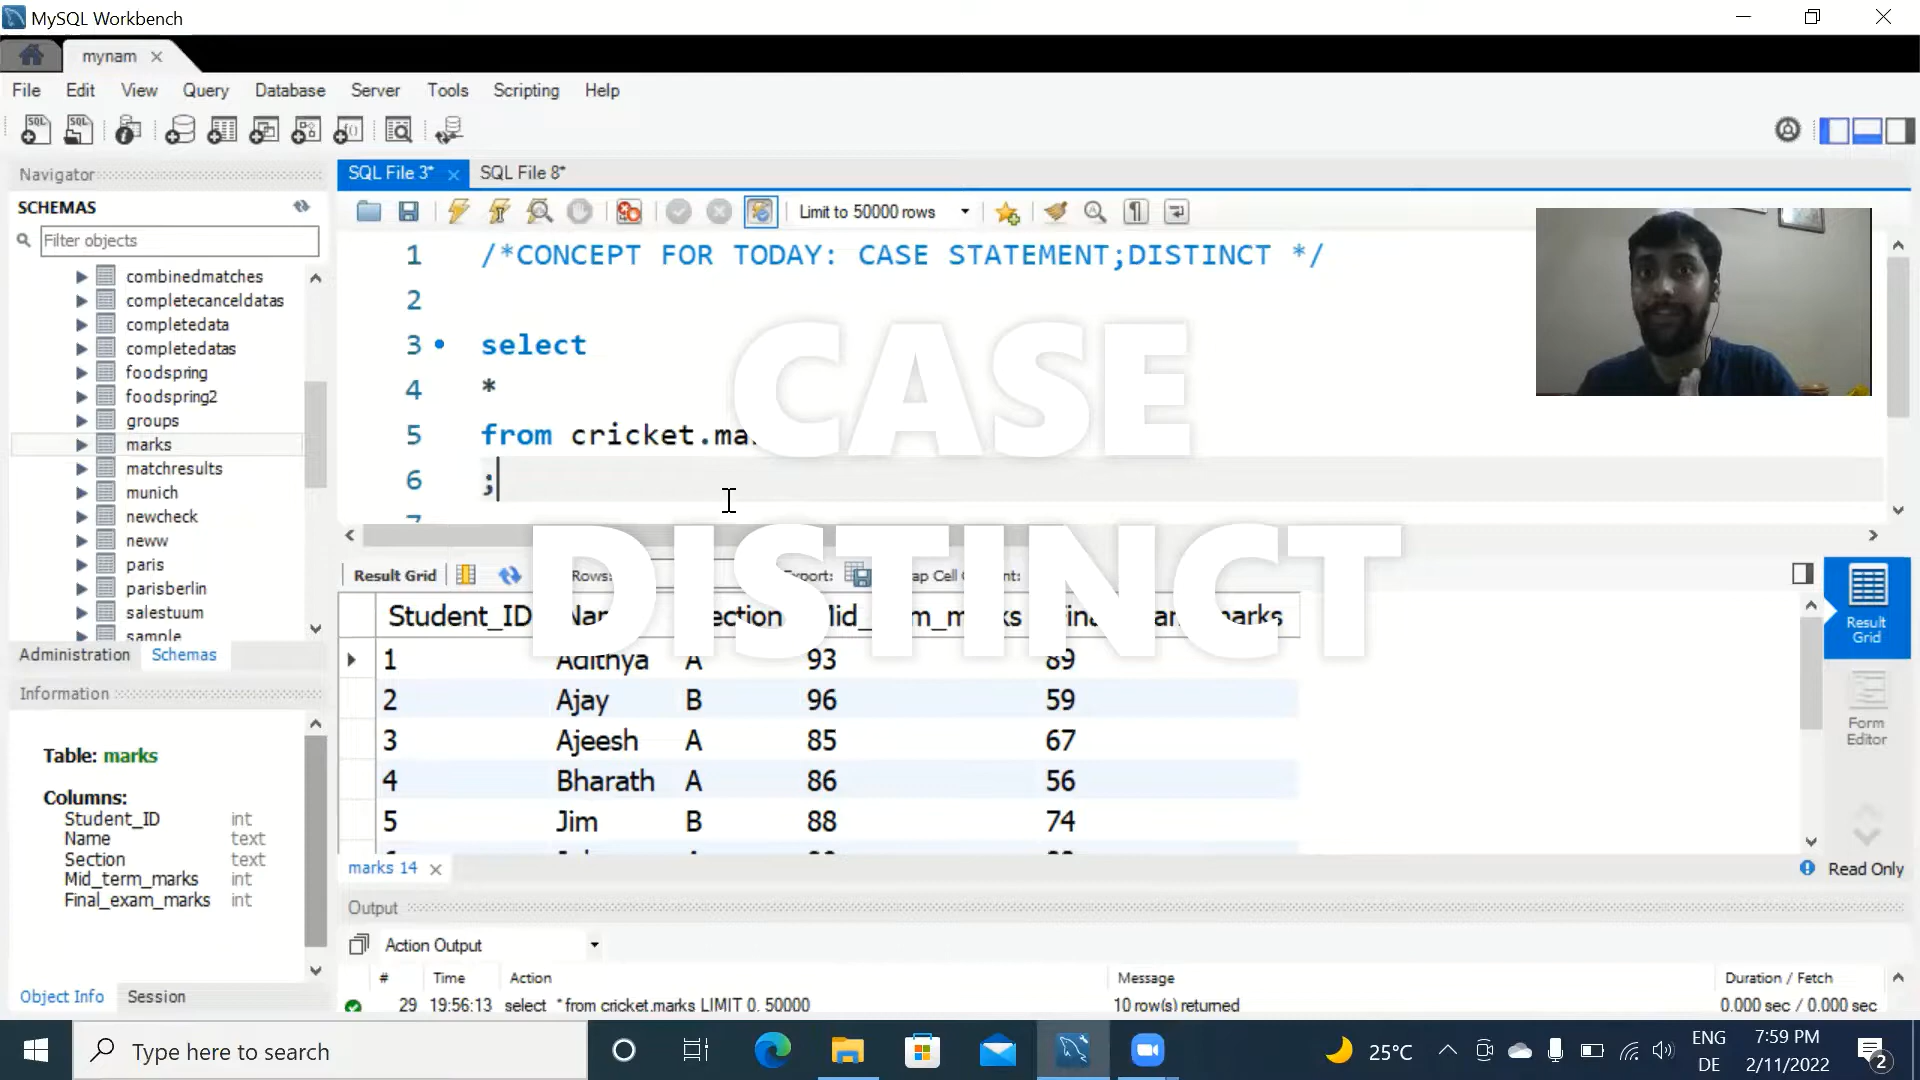 MySQL Workbench
mynam
File Edit View Query Database Server Tools Scripting Help
Navigator
SCHEMAS
Filter objects
combinedmatches
completecanceldatas
completedata
completedatas
foodspring
foodspring2
groups
marks
matchresults
munich
newcheck
neww
paris
parisberlin
salestuum
sample
Administration Schemas
Information
Table: marks
Columns:
Student_ID int
Name text
Section text
Mid_term_marks int
Final_exam_marks int
Object Info Session
SQL File 3* SQL File 8*
Limit to 50000 rows
1 /*CONCEPT FOR TODAY: CASE STATEMENT;DISTINCT */
2
3 select
4 *
5 from cricket.ma
6 ;
7
CASE
DISTINCT
Result Grid Rows: Export:
Student_ID
1 Adithya A 93 89
2 Ajay B 96 59
3 Ajeesh A 85 67
4 Bharath A 86 56
5 Jim B 88 74
Result Grid
Form Editor
marks 14
Read Only
Output
Action Output
# Time Action Message Duration / Fetch
29 19:56:13 select * from cricket.marks LIMIT 0, 50000 10 row(s) returned 0.000 sec / 0.000 sec
Type here to search
25°C
ENG
DE
7:59 PM
2/11/2022
2